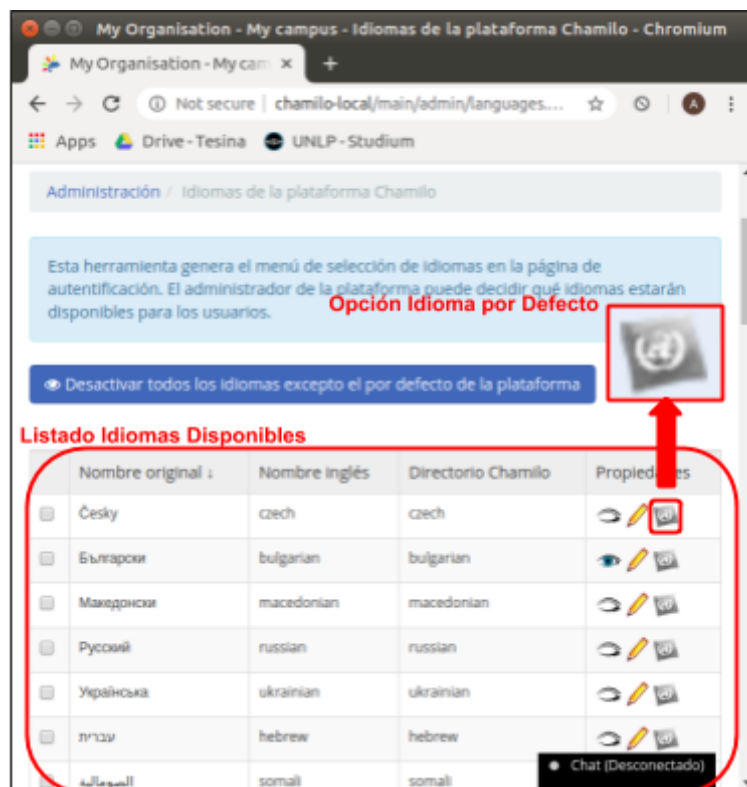 My Organisation - My campus - Idiomas de la plataforma Chamilo - Chromium
My Organisation - My cam
Not secure | chamilo-local/main/admin/languages....
A
Apps Drive - Tesina UNLP - Studium
Administración / Idiomas de la plataforma Chamilo
Esta herramienta genera el menú de selección de idiomas en la página de
autentificación. El administrador de la plataforma puede decidir qué idiomas estarán
disponibles para los usuarios.
Opción Idioma por Defecto
Desactivar todos los idiomas excepto el por defecto de la plataforma
Listado Idiomas Disponibles
Nombre original ↓ Nombre inglés Directorio Chamilo Propiedades
Česky czech czech
Български bulgarian bulgarian
Македонски macedonian macedonian
Русский russian russian
Українська ukrainian ukrainian
עברית hebrew hebrew
الصومالية somali somali
Chat (Desconectado)